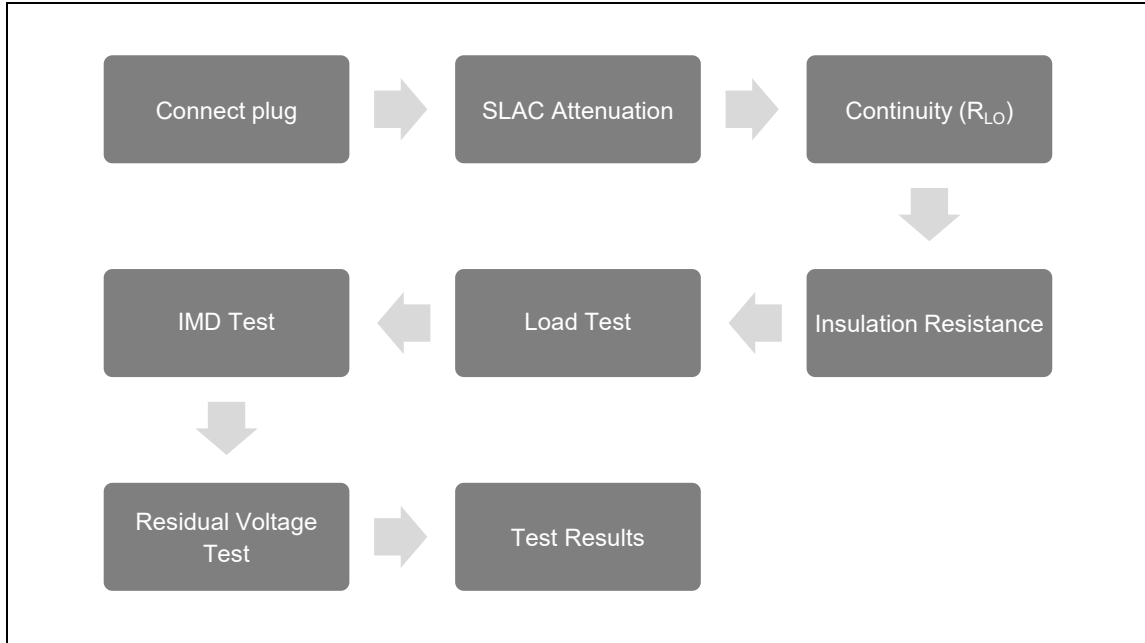 Connect plug
SLAC Attenuation
Continuity (RLO)
Insulation Resistance
Load Test
IMD Test
Residual Voltage
Test
Test Results